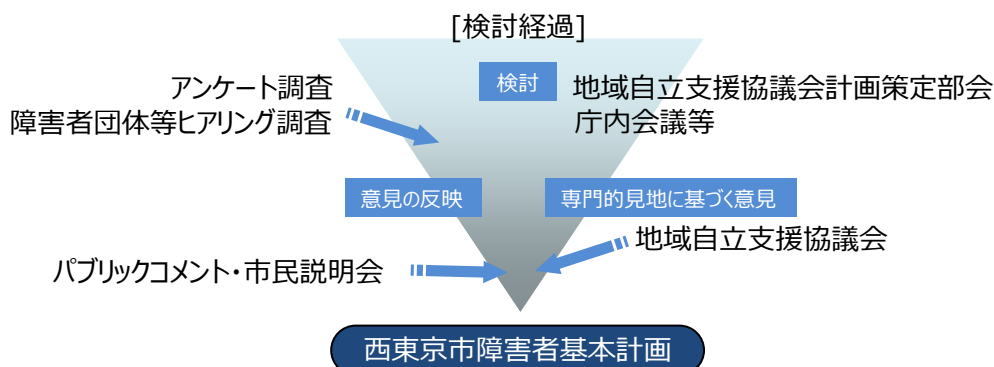 [検討経過]
検討
アンケート調査
障害者団体等ヒアリング調査
地域自立支援協議会計画策定部会
庁内会議等
意見の反映
専門的見地に基づく意見
地域自立支援協議会
パブリックコメント・市民説明会
西東京市障害者基本計画